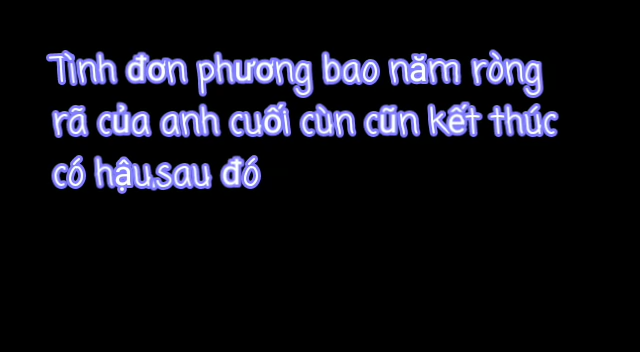 Tình đơn phương bao năm ròng
rã của anh cuối cùn cũn kết thúc
có hậu,sau đó